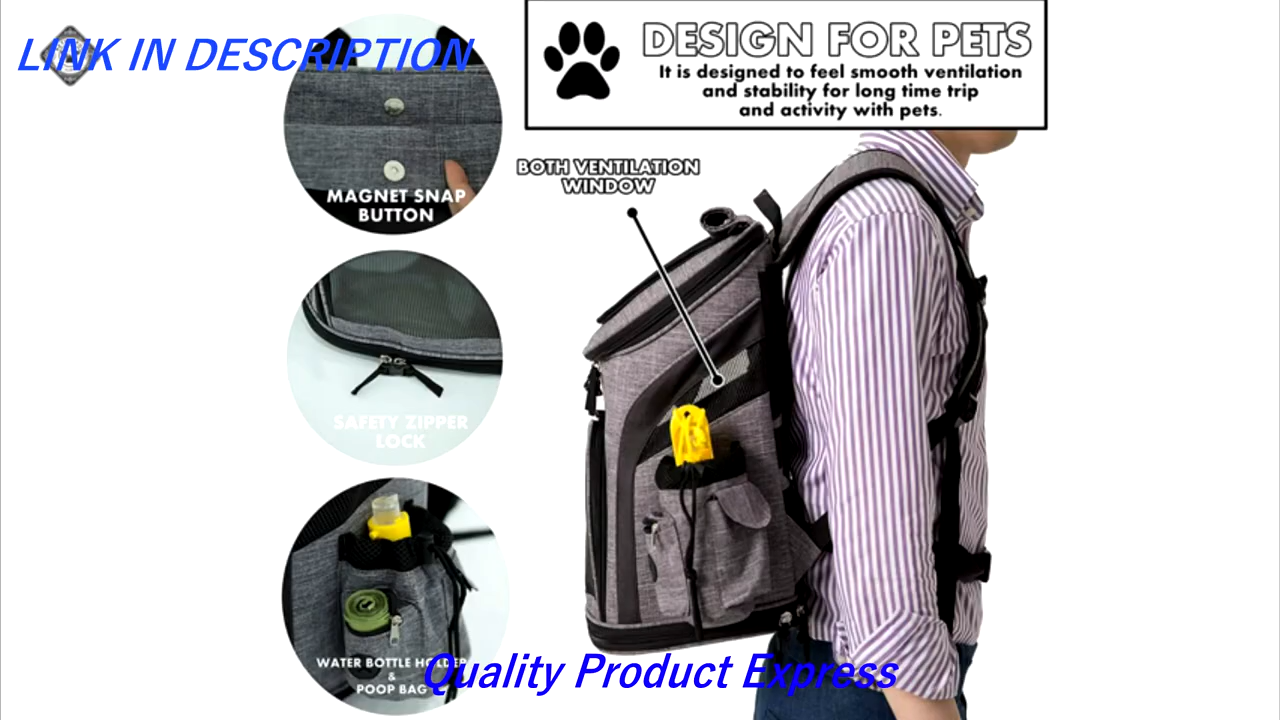 LINK IN DESCRIPTION
DESIGN FOR PETS
It is designed to feel smooth ventilation
and stability for long time trip
and activity with pets.
BOTH VENTILATION
WINDOW
MAGNET SNAP
BUTTON
SAFETY ZIPPER
LOCK
WATER BOTTLE HOLDER
&
POOP BAG
Quality Product Express